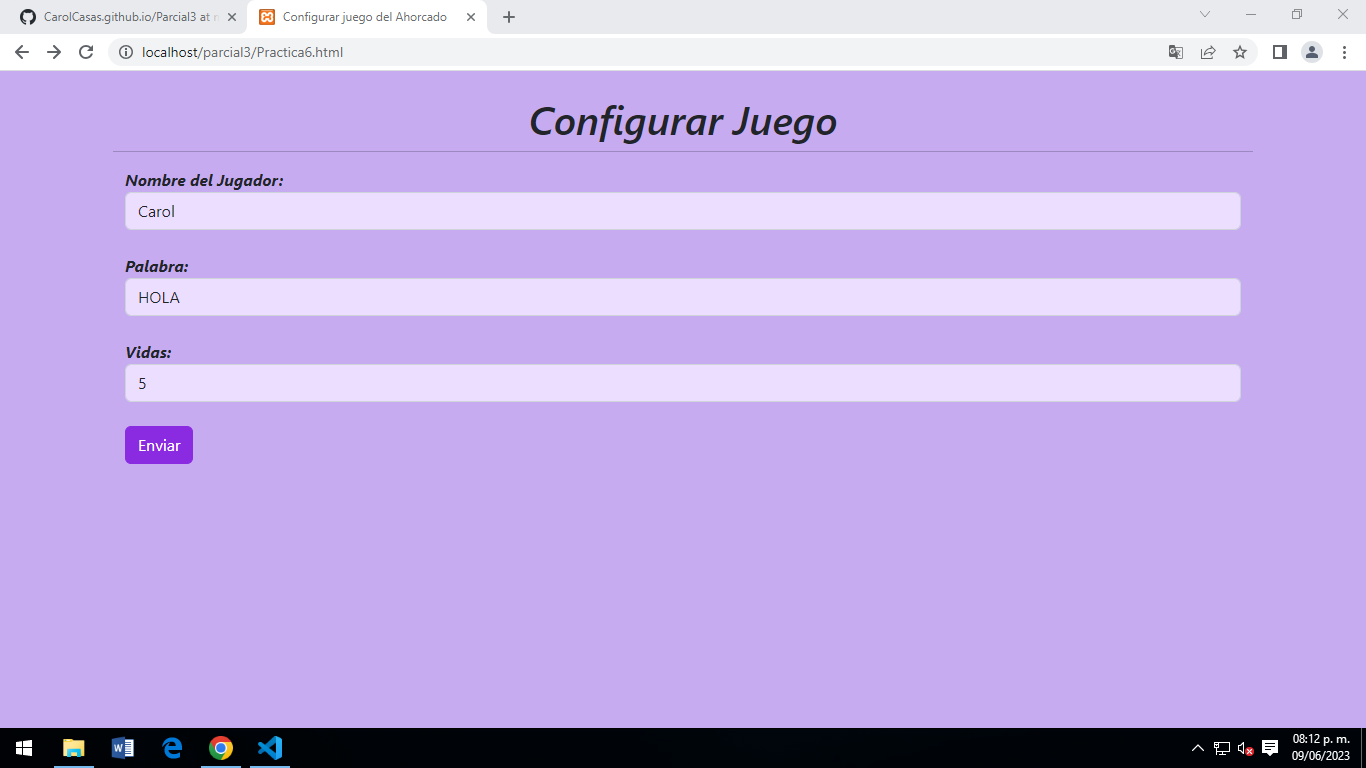 CarolCasas.github.io/Parcial3 at
Configurar juego del Ahorcado
localhost/parcial3/Practica6.html
Configurar Juego
Nombre del Jugador:
Carol
Palabra:
HOLA
Vidas:
5
Enviar
08:12 p. m.
09/06/2023